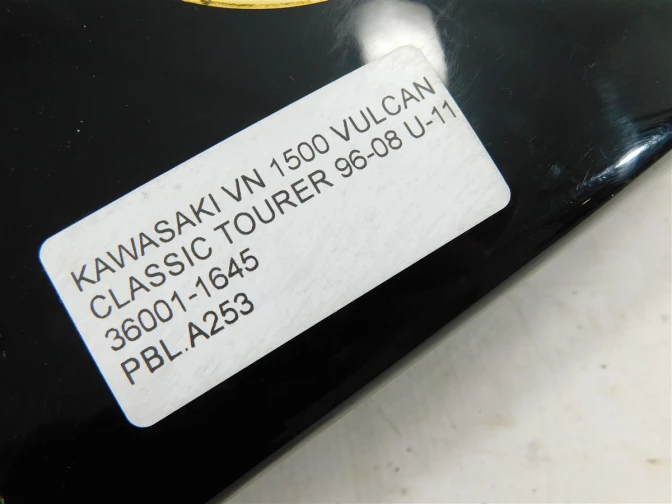 KAWASAKI VN 1500 VULCAN
CLASSIC TOURER 96-08 U-11
36001-1645
PBL.A253